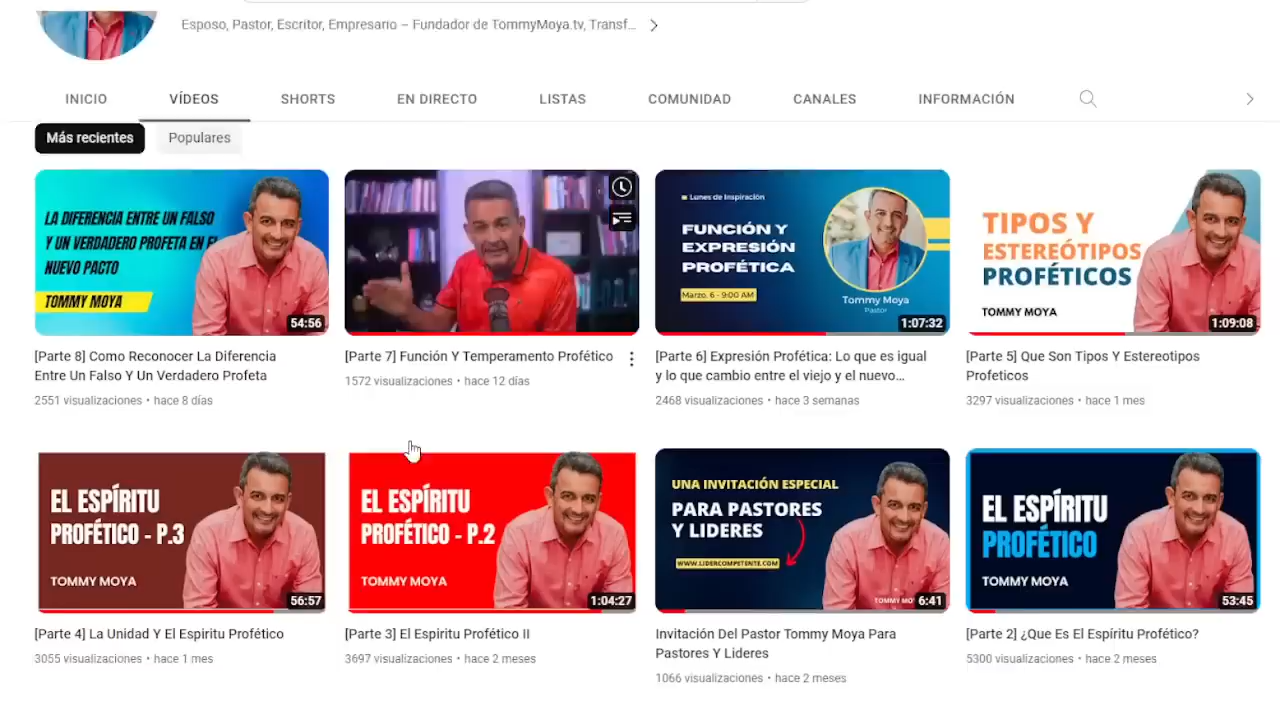 Esposo, Pastor, Escritor, Empresario – Fundador de TommyMoya.tv, Transf...
INICIO VÍDEOS SHORTS EN DIRECTO LISTAS COMUNIDAD CANALES INFORMACIÓN
Más recientes Populares
LA DIFERENCIA ENTRE UN FALSO
Y UN VERDADERO PROFETA EN E
NUEVO PACTO
TOMMY MOYA
54:56
Lunes de Inspiración
FUNCIÓN Y
EXPRESIÓN
PROFÉTICA
Marzo, 6 - 9:00 AM
Tommy Moya
Pastor
1:07:32
TIPOS Y
ESTEREÓTIPOS
PROFÉTICOS
TOMMY MOYA
1:09:08
[Parte 8] Como Reconocer La Diferencia
Entre Un Falso Y Un Verdadero Profeta
2551 visualizaciones • hace 8 días
[Parte 7] Función Y Temperamento Profético
1572 visualizaciones • hace 12 días
[Parte 6] Expresión Profética: Lo que es igual
y lo que cambio entre el viejo y el nuevo...
2468 visualizaciones • hace 3 semanas
[Parte 5] Que Son Tipos Y Estereotipos
Profeticos
3297 visualizaciones • hace 1 mes
EL ESPÍRITU
PROFÉTICO - P.3
TOMMY MOYA
56:57
EL ESPÍRITU
PROFÉTICO - P.2
TOMMY MOYA
1:04:27
UNA INVITACIÓN ESPECIAL
PARA PASTORES
Y LIDERES
WWW.LIDERCOMPETENTE.COM
TOMMY MO
6:41
EL ESPÍRITU
PROFÉTICO
TOMMY MOYA
53:45
[Parte 4] La Unidad Y El Espiritu Profético
3055 visualizaciones • hace 1 mes
[Parte 3] El Espiritu Profético II
3697 visualizaciones • hace 2 meses
Invitación Del Pastor Tommy Moya Para
Pastores Y Lideres
1066 visualizaciones • hace 2 meses
[Parte 2] ¿Que Es El Espíritu Profético?
5300 visualizaciones • hace 2 meses